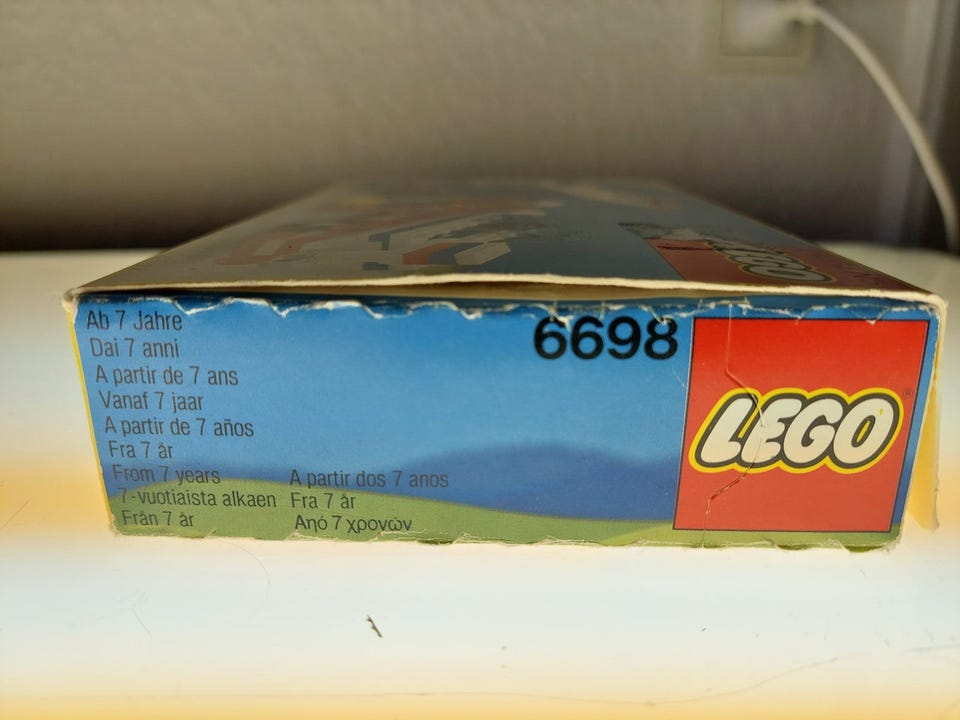 Ab 7 Jahre
Dai 7 anni
A partir de 7 ans
Vanaf 7 jaar
A partir de 7 años
Fra 7 år
From 7 years
7-vuotiaista alkaen
Från 7 år
A partir dos 7 anos
Fra 7 år
Από 7 χρονών
6698
LEGO
®
LEGO